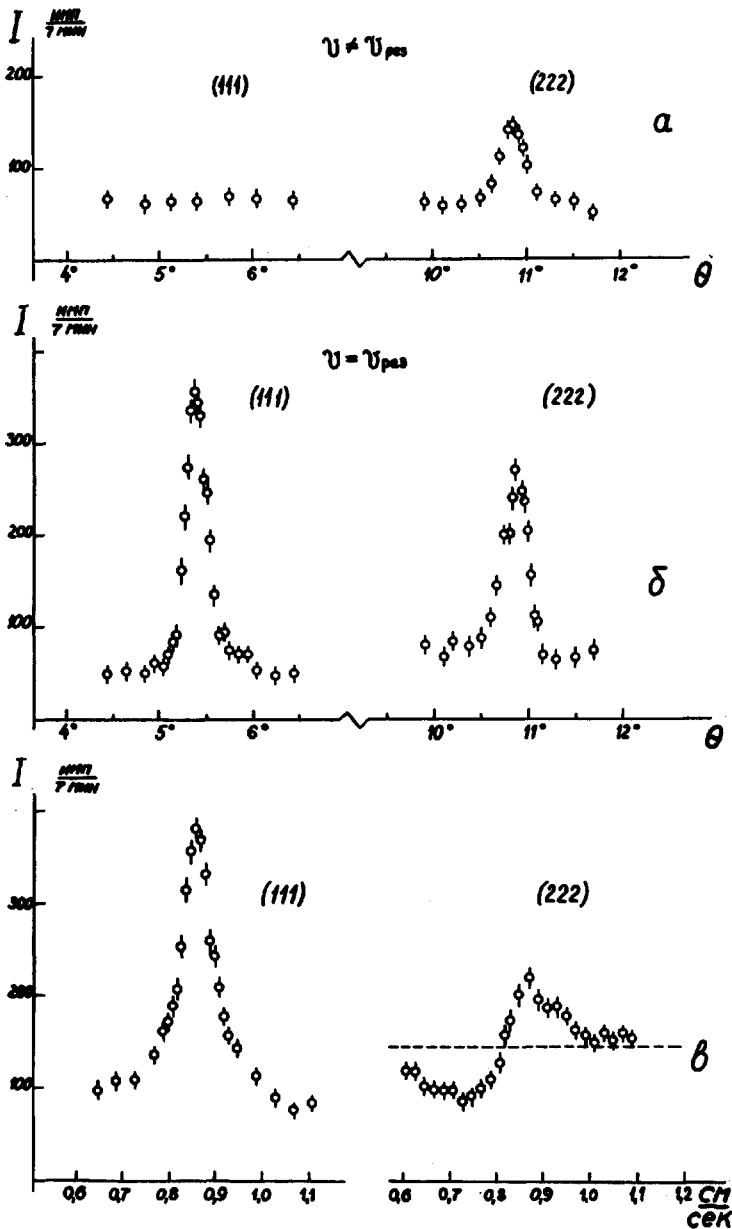 I имп/7 мин
υ ≠ υрез
(111) (222)
а
200
100
4° 5° 6° 10° 11° 12° θ
I имп/7 мин
υ = υрез
(111) (222)
300
200
б
100
4° 5° 6° 10° 11° 12° θ
I имп/7 мин
300
(111) (222)
200
в
100
0,6 0,7 0,8 0,9 1,0 1,1 0,6 0,7 0,8 0,9 1,0 1,1 1,2 см/сек